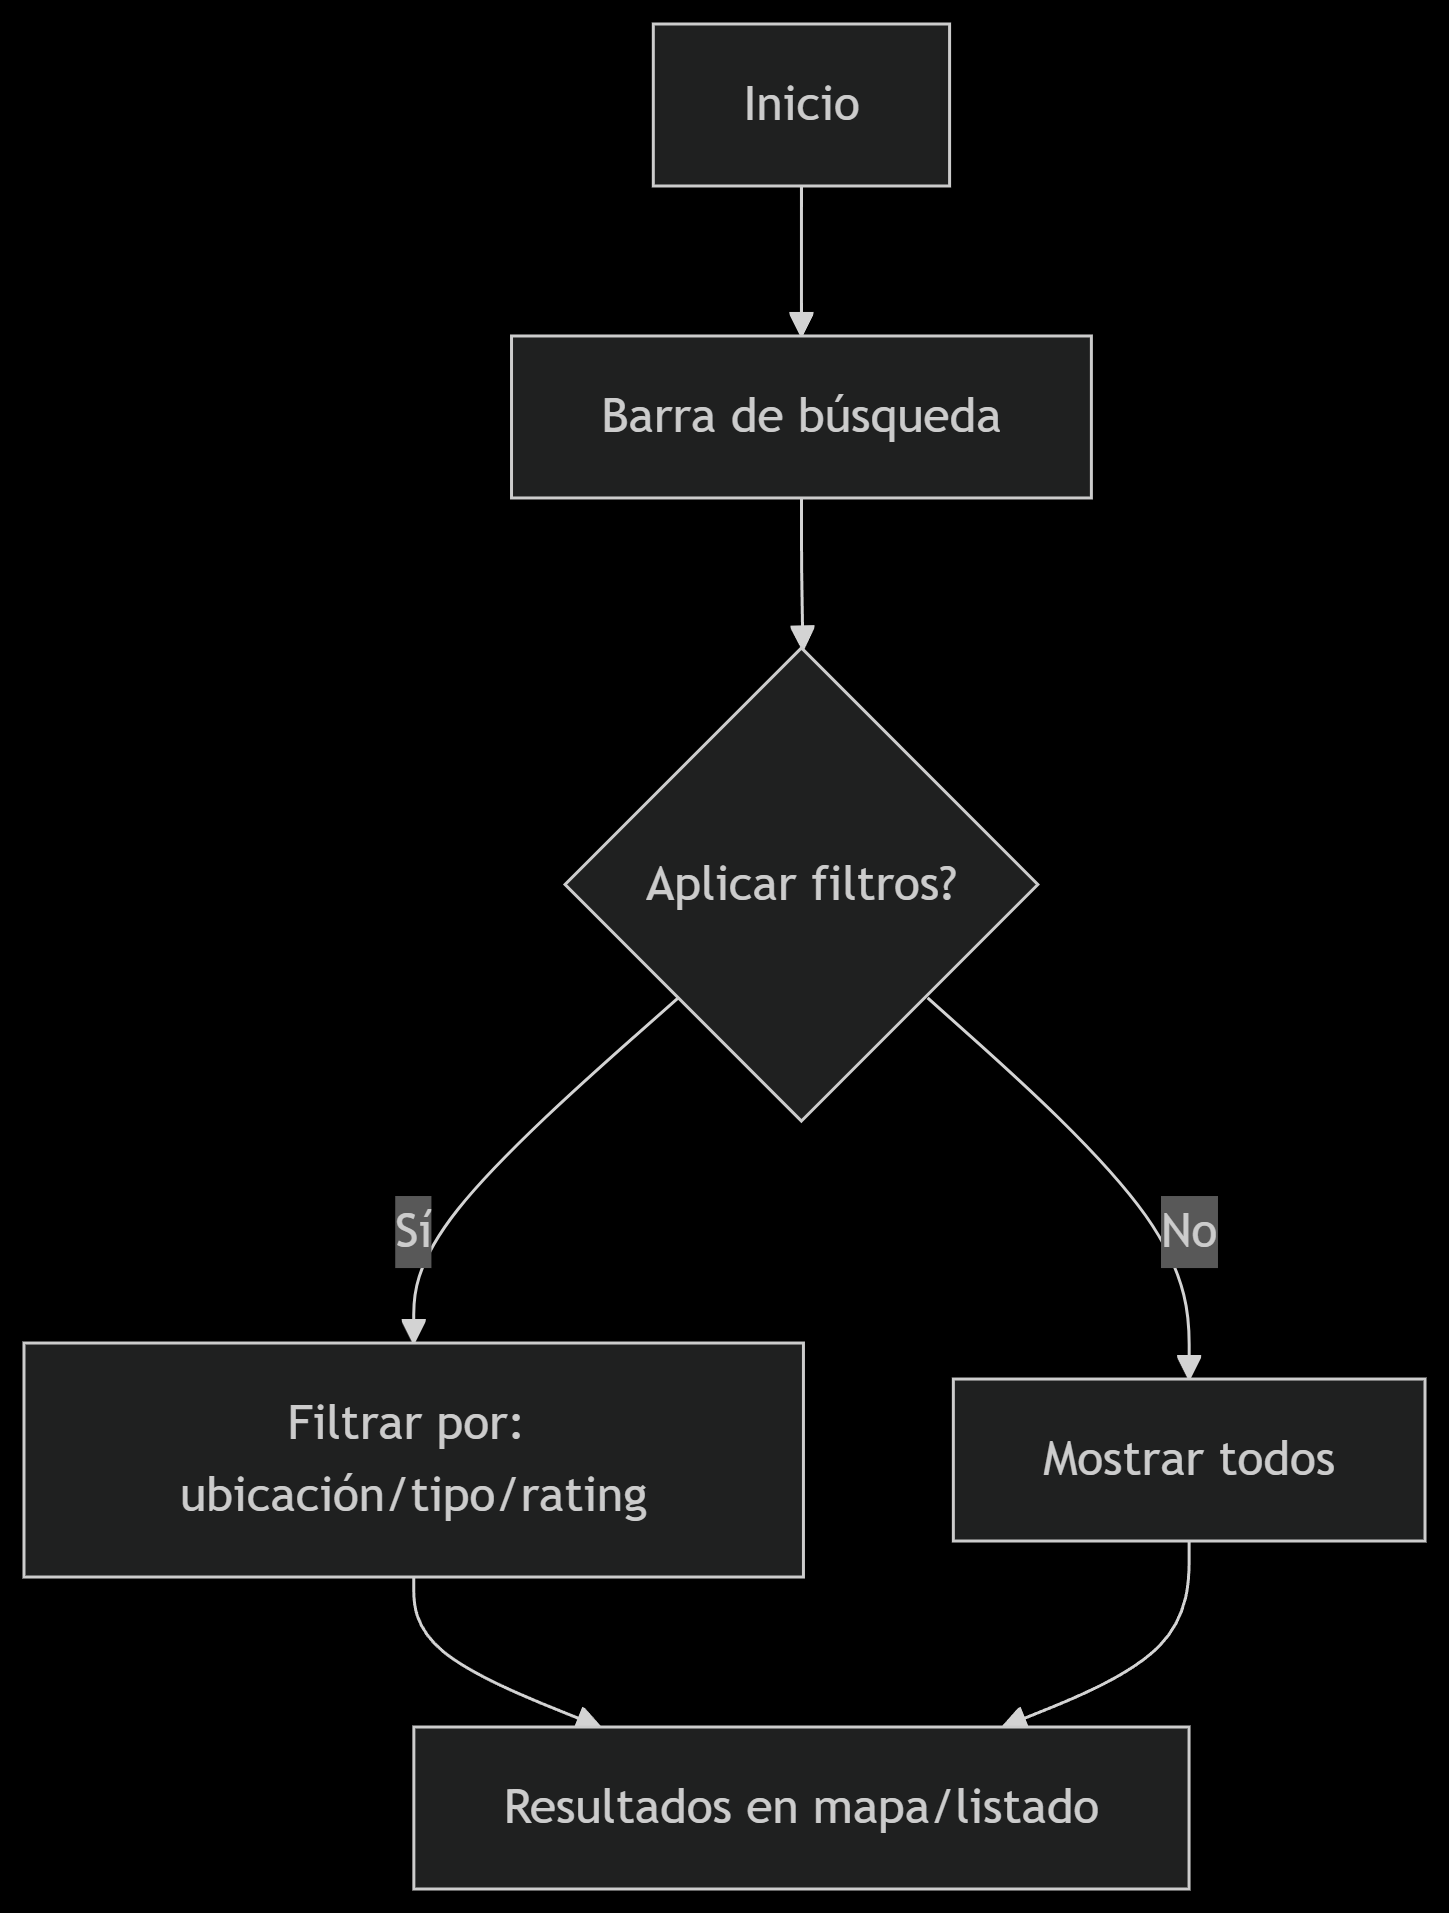 Inicio
Barra de búsqueda
Aplicar filtros?
Sí
No
Filtrar por:
ubicación/tipo/rating
Mostrar todos
Resultados en mapa/listado